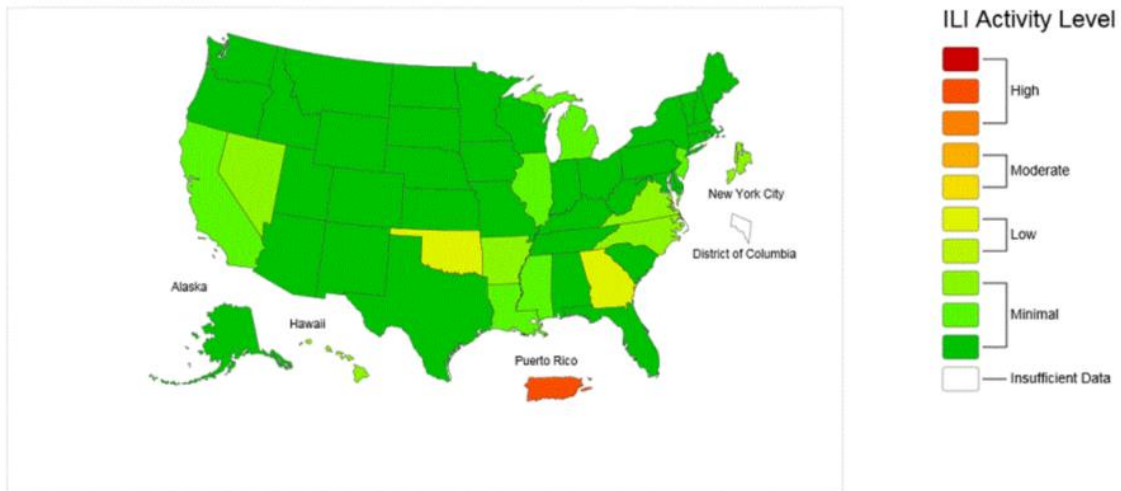 ILI Activity Level
High
Moderate
Low
Minimal
Insufficient Data
New York City
District of Columbia
Alaska
Hawaii
Puerto Rico